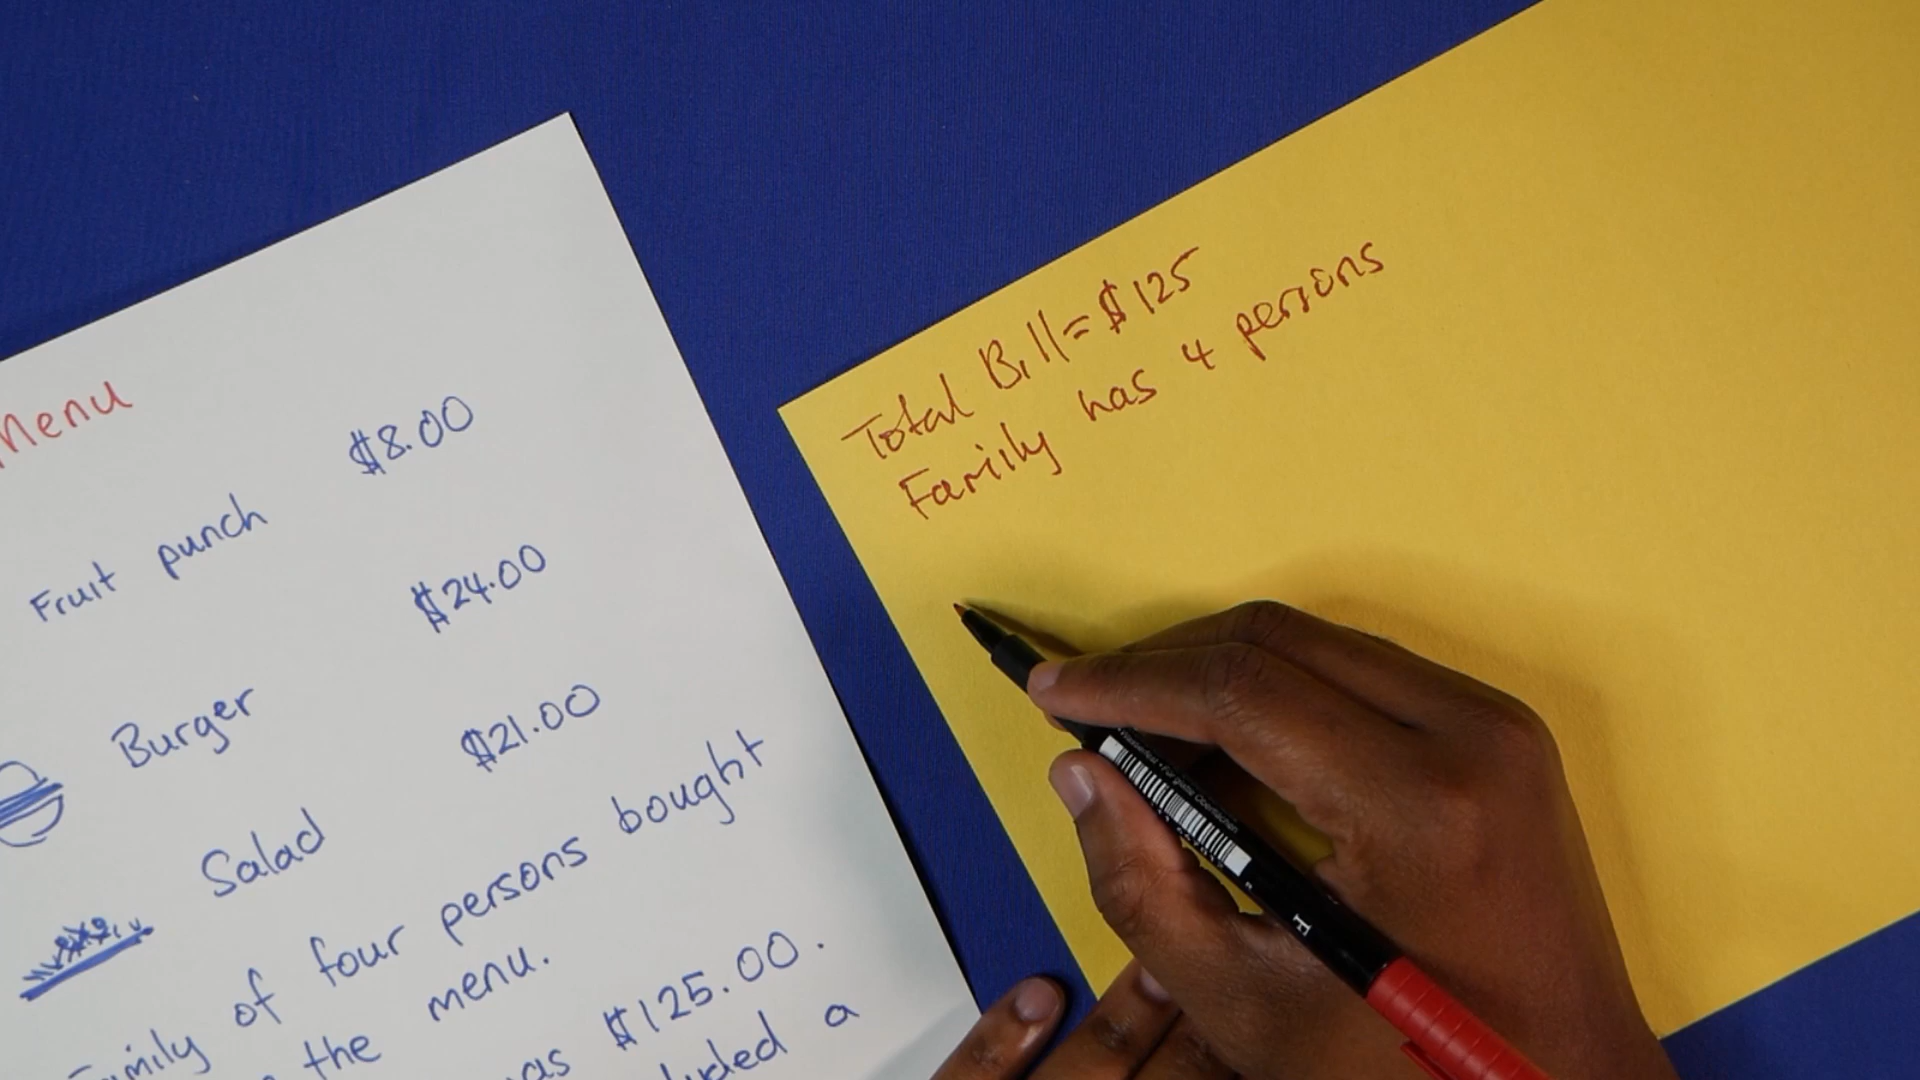 Menu
Fruit punch $8.00
Burger $24.00
Salad $21.00
Family of four persons bought
the menu.
as $125.00.
a
Total Bill = $125
Family has 4 persons
F